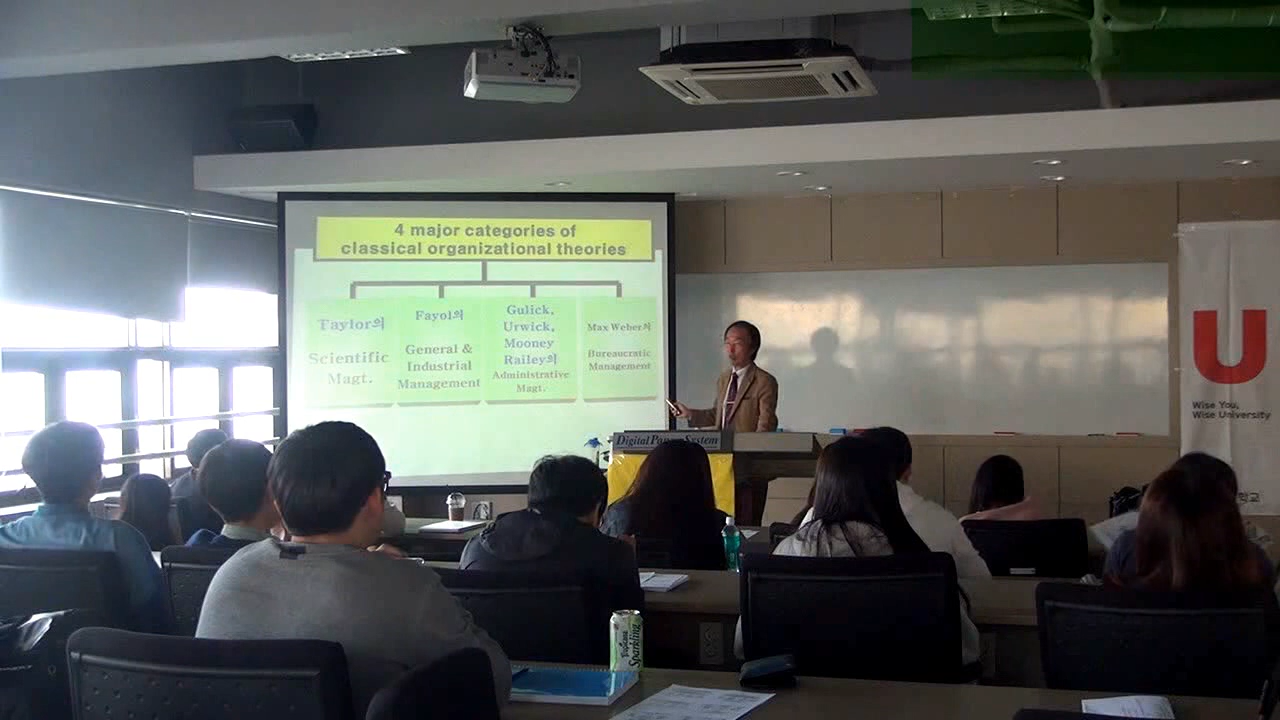 4 major categories of
classical organizational theories
Taylor의
Scientific
Magt.
Fayol의
General &
Industrial
Management
Gulick,
Urwick,
Mooney
Railey의
Administrative
Magt.
Max Weber의
Bureaucratic
Management
Digital Paper System
U
Wise You,
Wise University
Tropicana
Sparkling